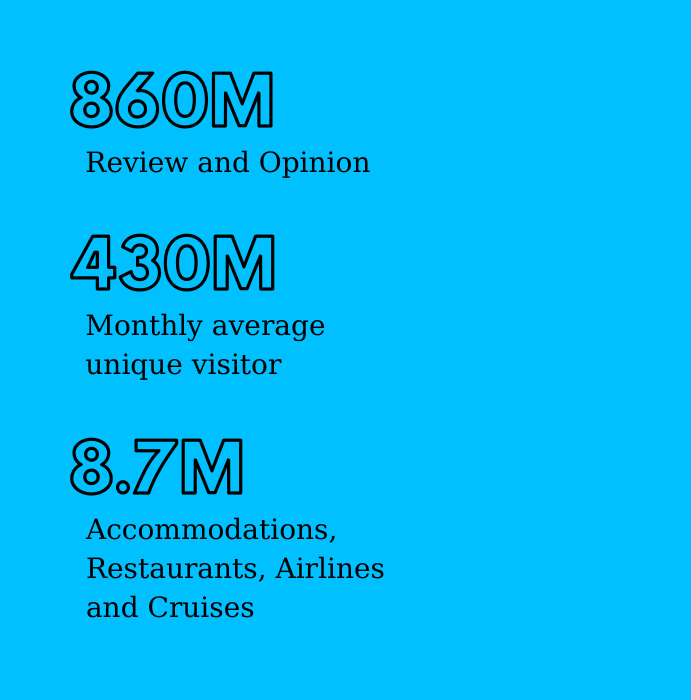 860M
Review and Opinion
430M
Monthly average
unique visitor
8.7M
Accommodations,
Restaurants, Airlines
and Cruises